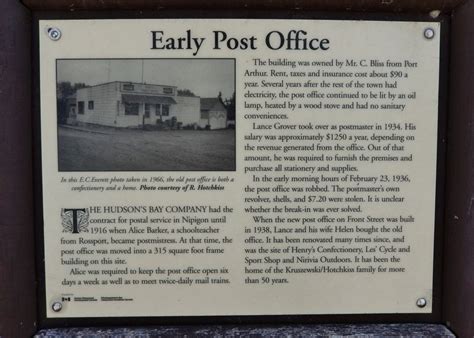 Early Post Office
In this E.C.Everett photo taken in 1966, the old post office is both a
confectionery and a home. Photo courtesy of R. Hotchkiss
THE HUDSON'S BAY COMPANY had the
contract for postal service in Nipigon until
1916 when Alice Barker, a schoolteacher
from Rossport, became postmistress. At that time, the
post office was moved into a 315 square foot frame
building on this site.
Alice was required to keep the post office open six
days a week as well as to meet twice-daily mail trains.
The building was owned by Mr. C. Bliss from Port
Arthur. Rent, taxes and insurance cost about $90 a
year. Several years after the rest of the town had
electricity, the post office continued to be lit by an oil
lamp, heated by a wood stove and had no sanitary
conveniences.
Lance Grover took over as postmaster in 1934. His
salary was approximately $1250 a year, depending on
the revenue generated from the office. Out of that
amount, he was required to furnish the premises and
purchase all stationery and supplies.
In the early morning hours of February 23, 1936,
the post office was robbed. The postmaster's own
revolver, shells, and $7.20 were stolen. It is unclear
whether the break-in was ever solved.
When the new post office on Front Street was built
in 1938, Lance and his wife Helen bought the old
office. It has been renovated many times since, and
was the site of Henry's Confectionery, Les' Cycle and
Sport Shop and Nirivia Outdoors. It has been the
home of the Kruszewski/Hotchkiss family for more
than 50 years.